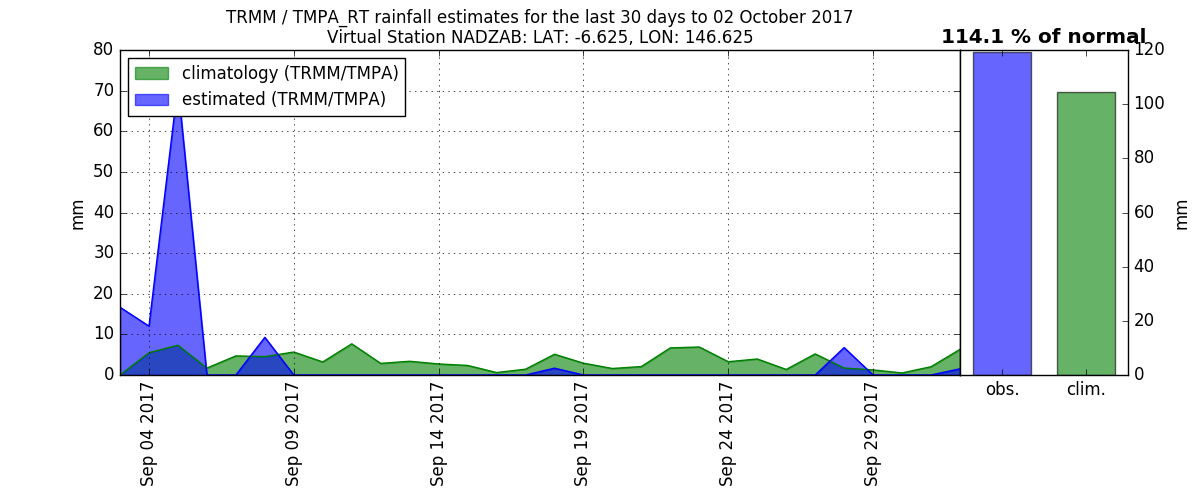 TRMM / TMPA_RT rainfall estimates for the last 30 days to 02 October 2017
Virtual Station NADZAB: LAT: -6.625, LON: 146.625
114.1 % of normal
climatology (TRMM/TMPA)
estimated (TRMM/TMPA)
80
70
60
50
40
30
20
10
0
mm
Sep 04 2017
Sep 09 2017
Sep 14 2017
Sep 19 2017
Sep 24 2017
Sep 29 2017
obs.
clim.
120
100
80
60
40
20
0
mm